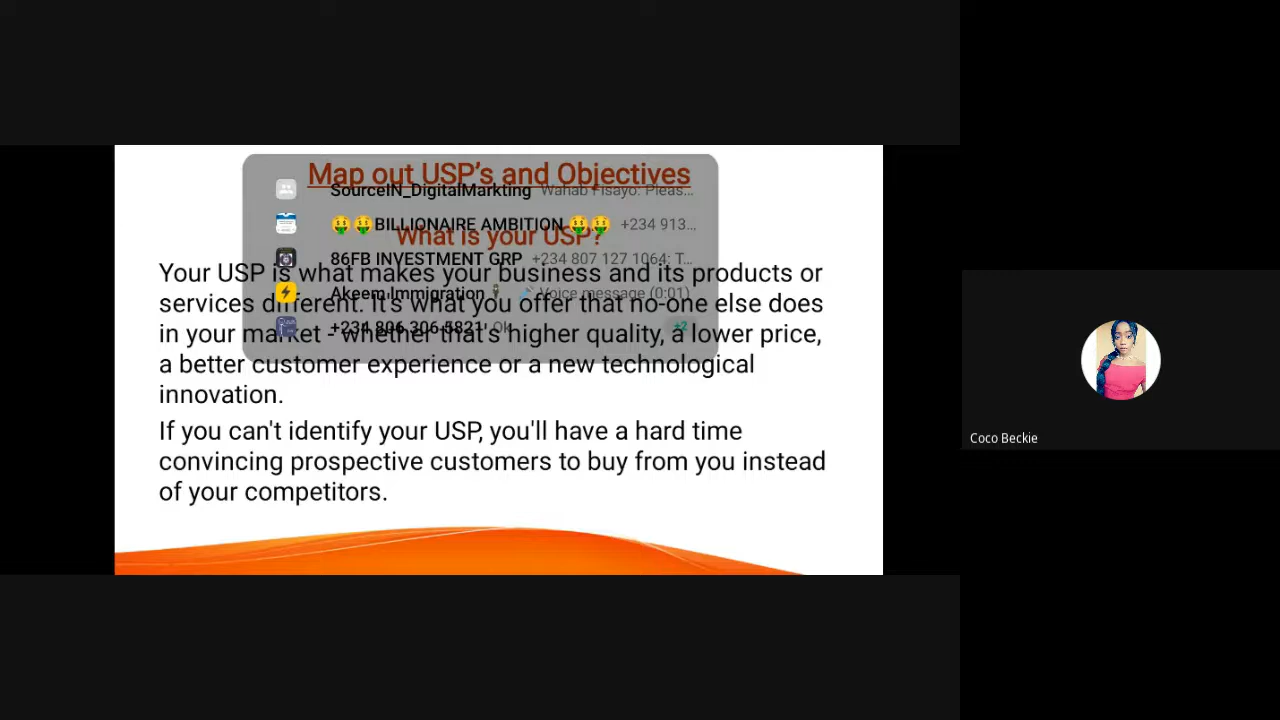 Map out USP's and Objectives
SourceIN_DigitalMarkting Wahab Fisayo: Pleas...
🤑🤑BILLIONAIRE AMBITION 🤑🤑 +234 913...
What is your USP?
86FB INVESTMENT GRP +234 807 127 1064: T...
Your USP is what makes your business and its products or
Akeem Immigration Voice message (0:01)
services different. It's what you offer that no-one else does
+234 806 306 5821 Ok +2
in your market - whether that's higher quality, a lower price,
a better customer experience or a new technological
innovation.
If you can't identify your USP, you'll have a hard time
convincing prospective customers to buy from you instead
of your competitors.
Coco Beckie